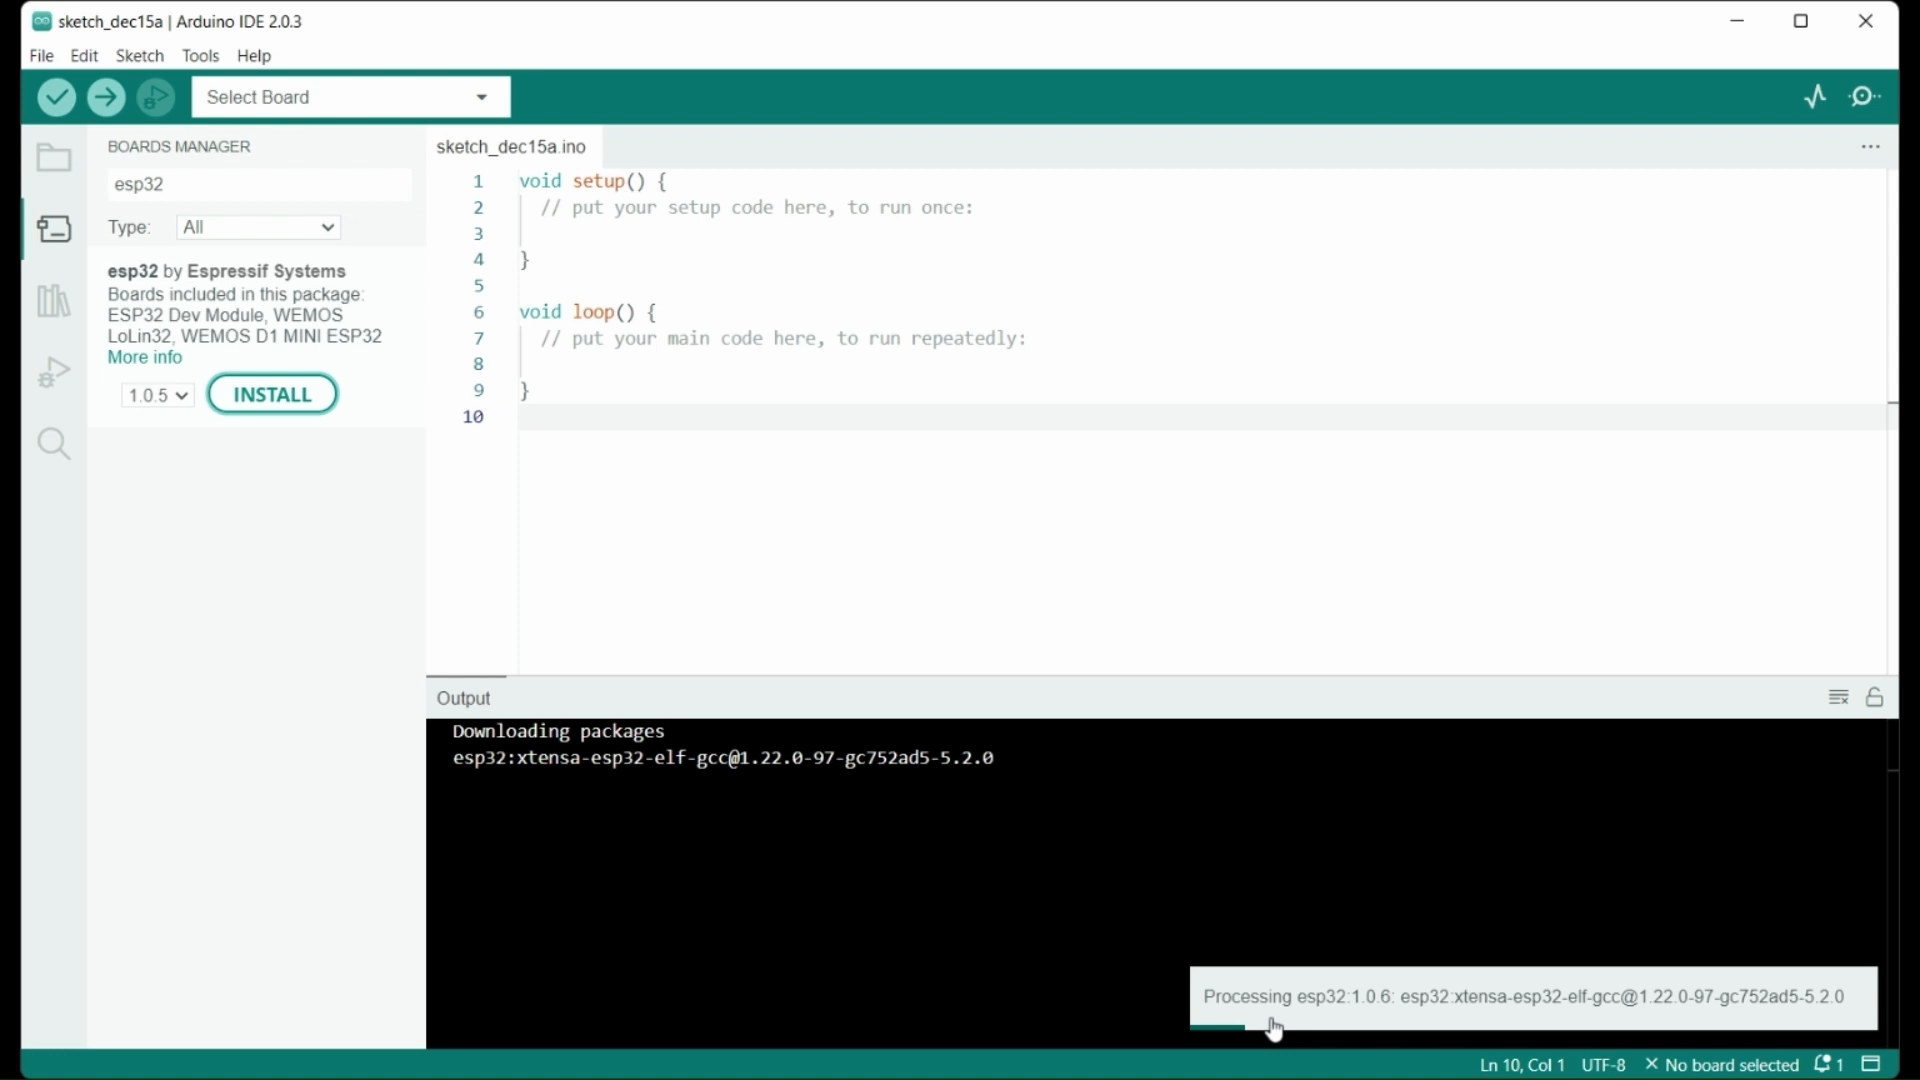 sketch_dec15a | Arduino IDE 2.0.3
File Edit Sketch Tools Help
Select Board
BOARDS MANAGER
esp32
Type: All
esp32 by Espressif Systems
Boards included in this package:
ESP32 Dev Module, WEMOS
LoLin32, WEMOS D1 MINI ESP32
More info
1.0.5 INSTALL
sketch_dec15a.ino
1 void setup() {
2 // put your setup code here, to run once:
3
4 }
5
6 void loop() {
7 // put your main code here, to run repeatedly:
8
9 }
10
Output
Downloading packages
esp32:xtensa-esp32-elf-gcc@1.22.0-97-gc752ad5-5.2.0
Processing esp32:1.0.6: esp32:xtensa-esp32-elf-gcc@1.22.0-97-gc752ad5-5.2.0
Ln 10, Col 1 UTF-8 No board selected 1